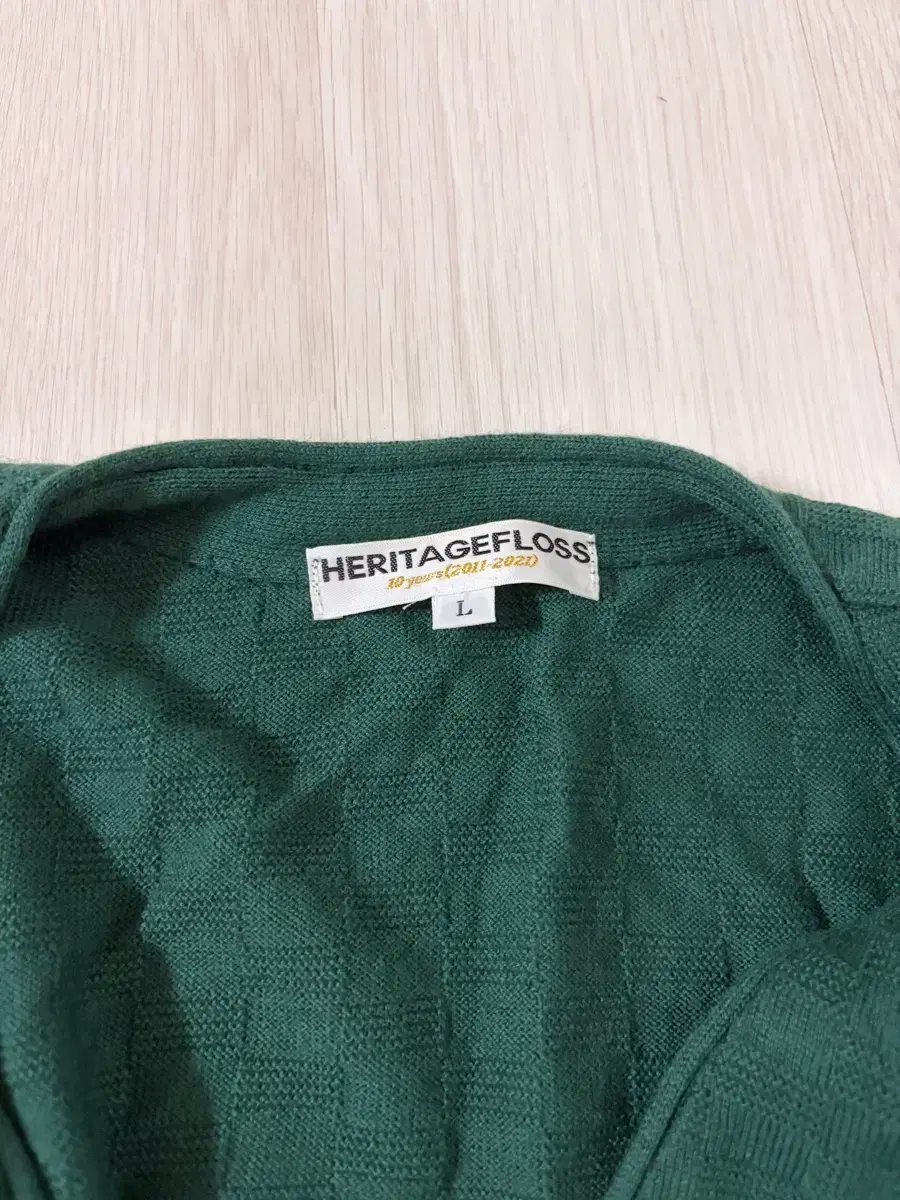 HERITAGEFLOSS
10 years(2011-2021)
L